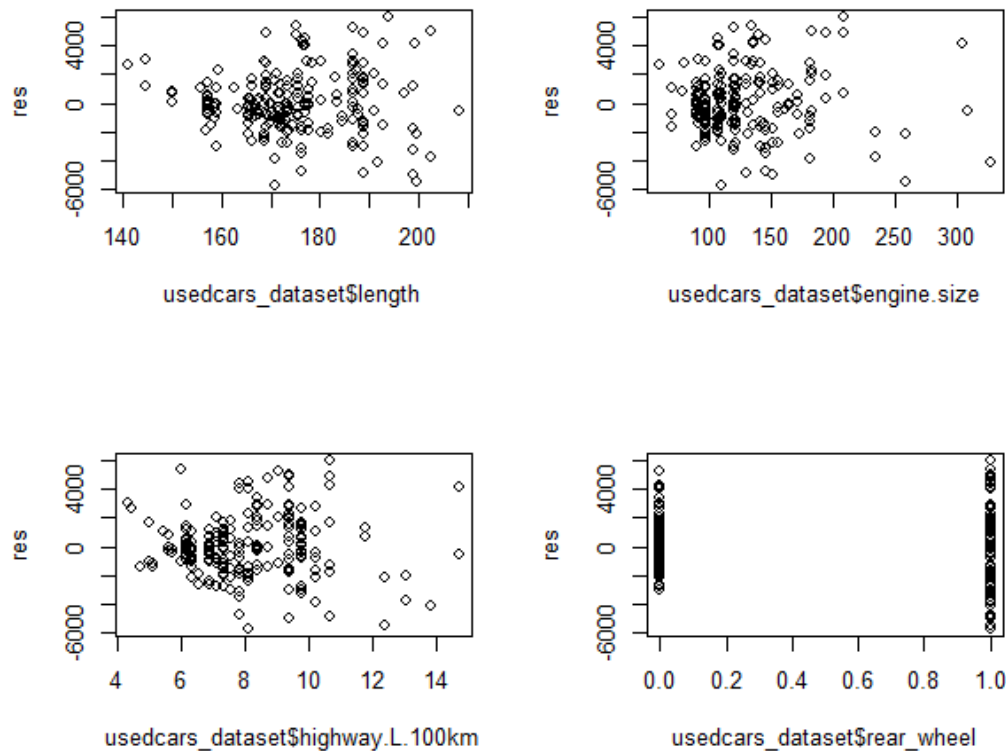 res
4000
0
-6000
140 160 180 200
usedcars_dataset$length
res
4000
0
-6000
100 150 200 250 300
usedcars_dataset$engine.size
res
4000
0
-6000
4 6 8 10 12 14
usedcars_dataset$highway.L.100km
res
4000
0
-6000
0.0 0.2 0.4 0.6 0.8 1.0
usedcars_dataset$rear_wheel